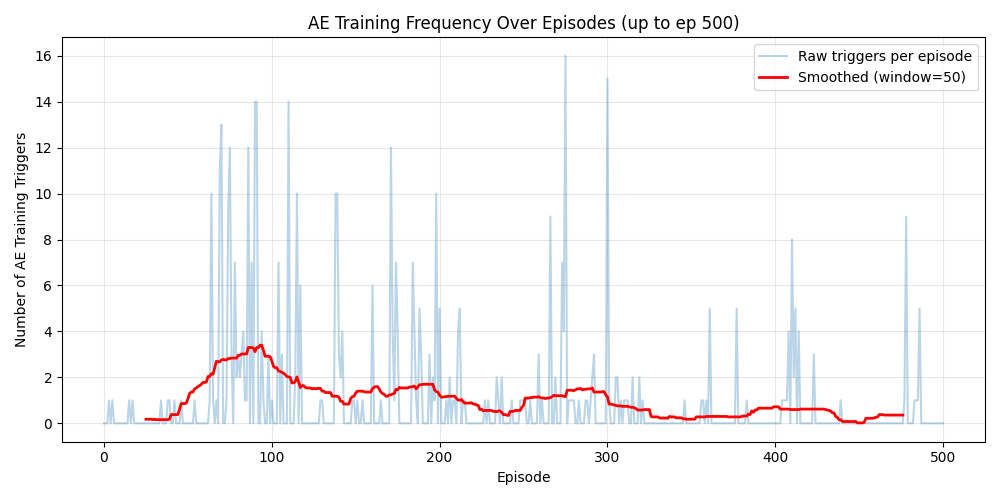 AE Training Frequency Over Episodes (up to ep 500)
Raw triggers per episode
Smoothed (window=50)
Number of AE Training Triggers
16
14
12
10
8
6
4
2
0
0 100 200 300 400 500
Episode